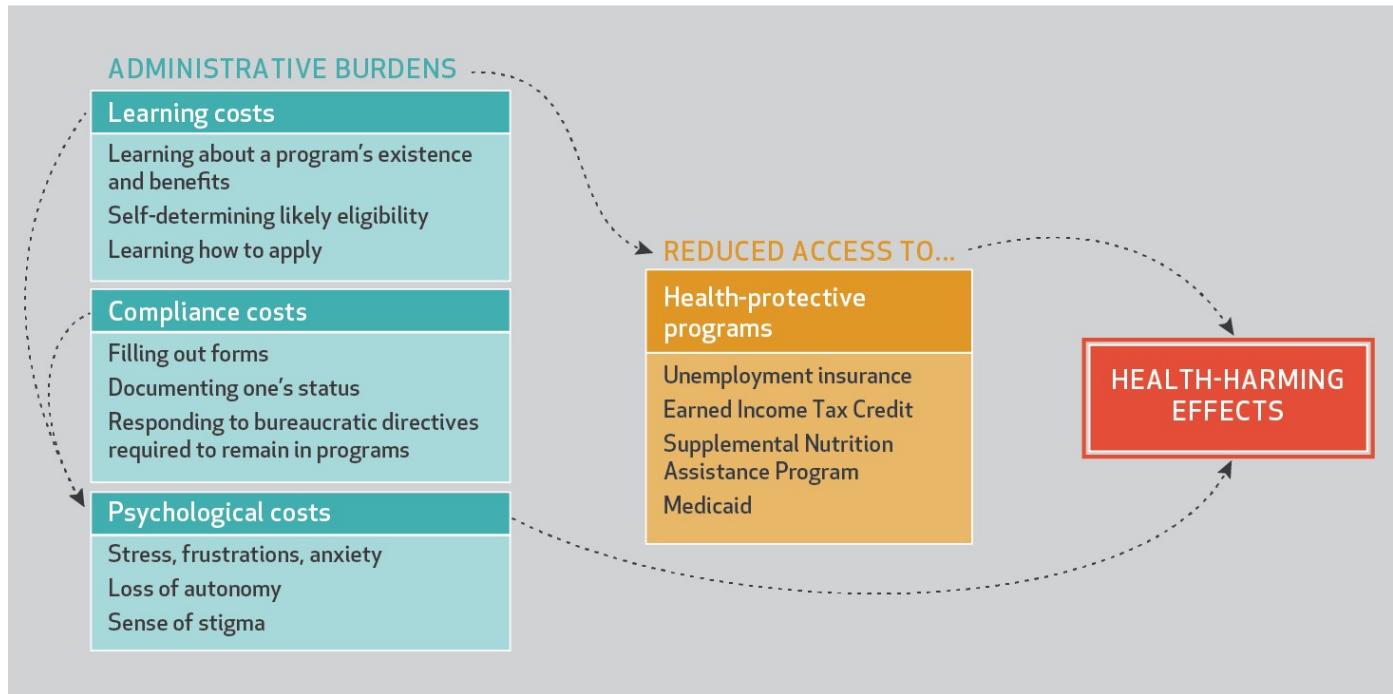 ADMINISTRATIVE BURDENS
Learning costs
Learning about a program’s existence
and benefits
Self-determining likely eligibility
Learning how to apply
Compliance costs
Filling out forms
Documenting one’s status
Responding to bureaucratic directives
required to remain in programs
Psychological costs
Stress, frustrations, anxiety
Loss of autonomy
Sense of stigma
REDUCED ACCESS TO...
Health-protective
programs
Unemployment insurance
Earned Income Tax Credit
Supplemental Nutrition
Assistance Program
Medicaid
HEALTH-HARMING
EFFECTS